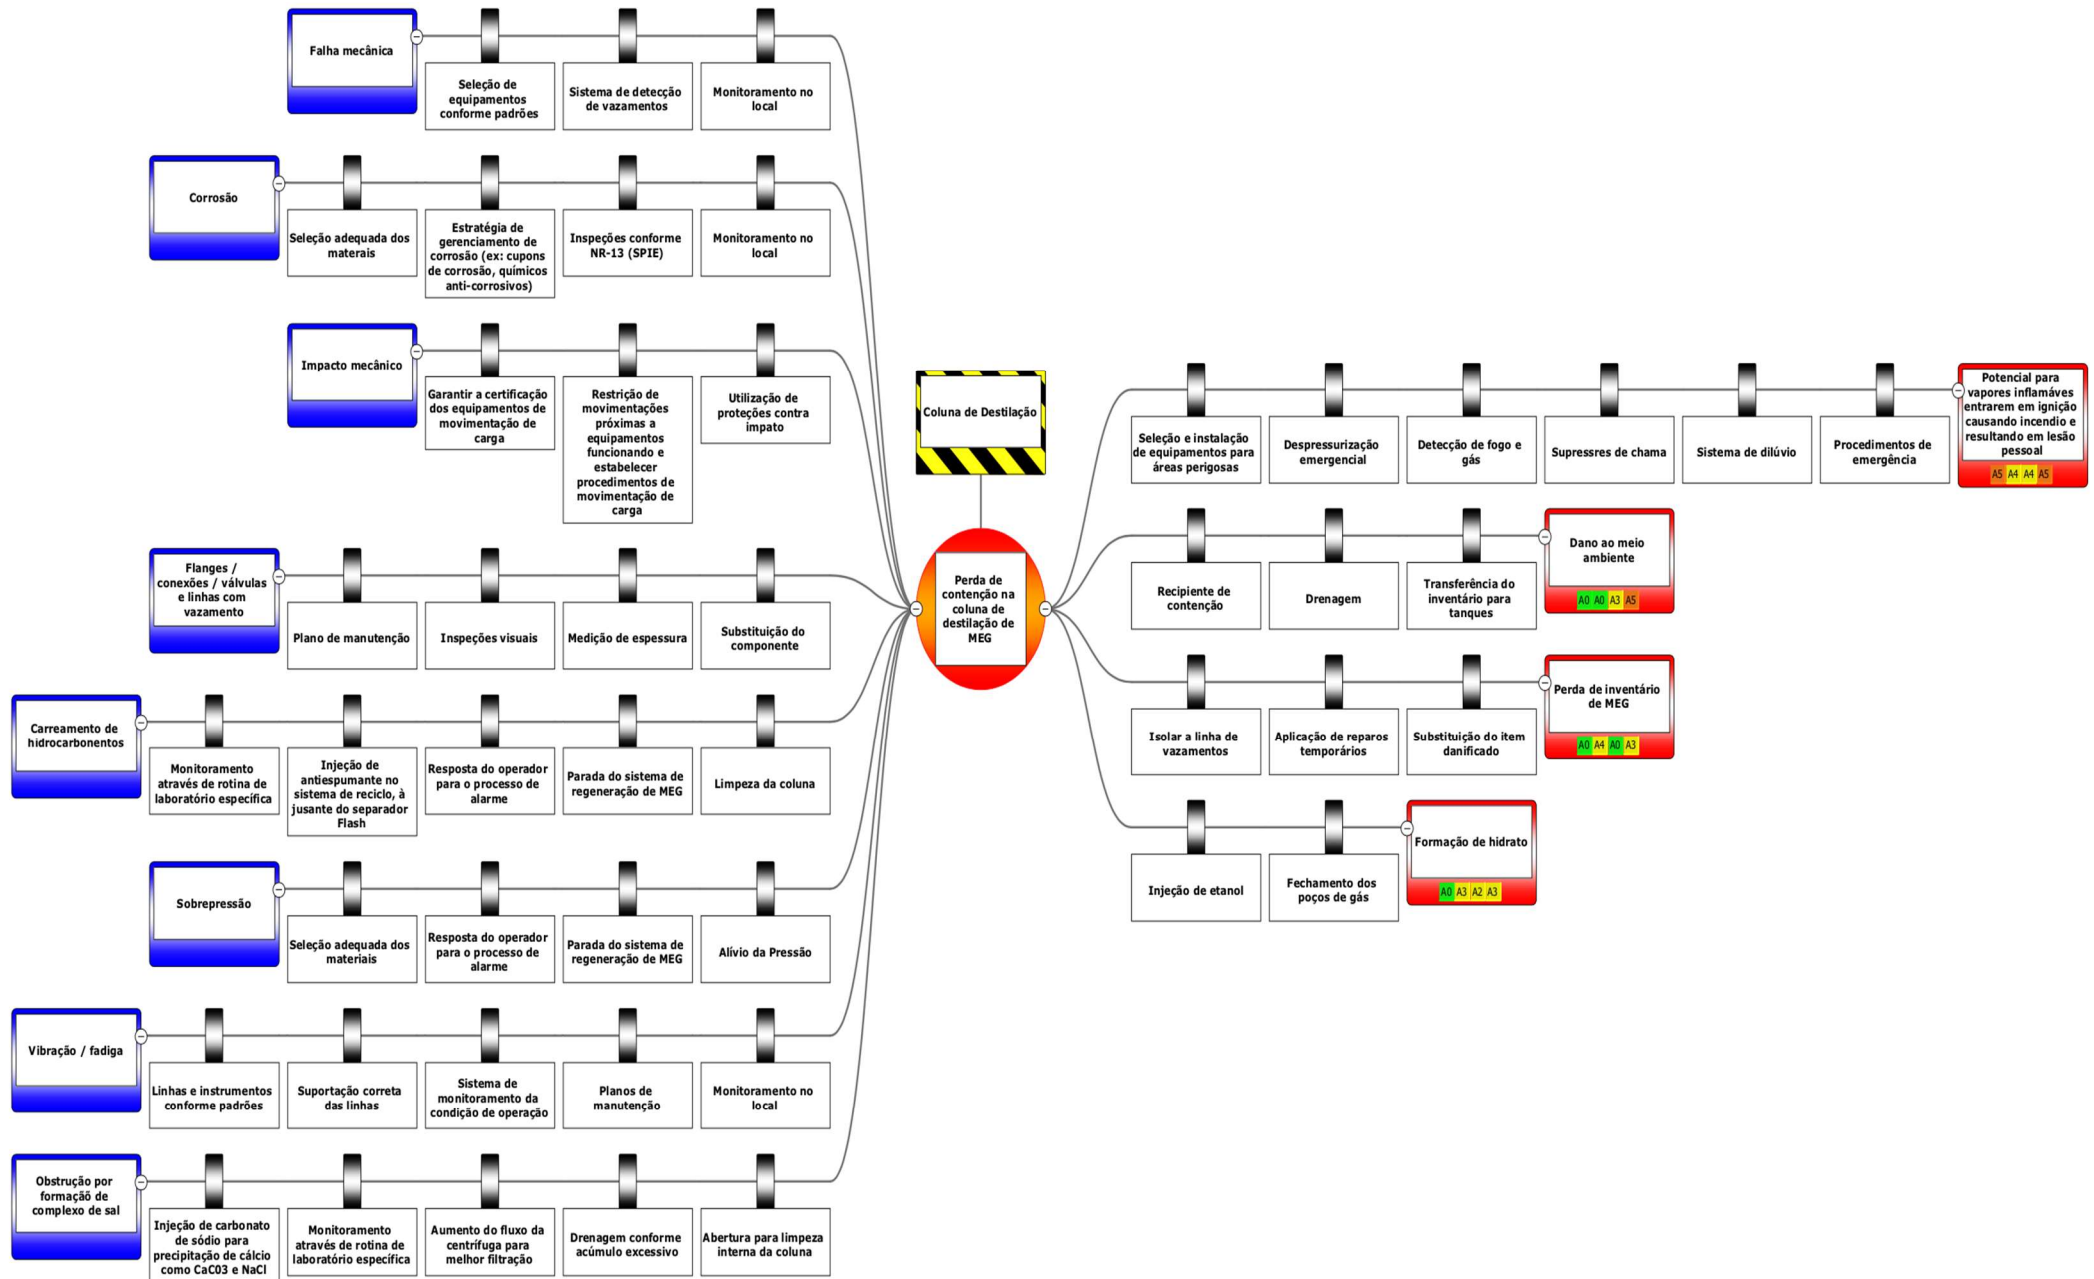 Falha mecânica
Seleção de
equipamentos
conforme padrões
Sistema de detecção
de vazamentos
Monitoramento no
local
Corrosão
Seleção adequada dos
materais
Estratégia de
gerenciamento de
corrosão (ex: cupons
de corrosão, químicos
anti-corrosivos)
Inspeções conforme
NR-13 (SPIE)
Monitoramento no
local
Impacto mecânico
Garantir a certificação
dos equipamentos de
movimentação de
carga
Restrição de
movimentações
próximas a
equipamentos
funcionando e
estabelecer
procedimentos de
movimentação de
carga
Utilização de
proteções contra
impato
Flanges /
conexões / válvulas
e linhas com
vazamento
Plano de manutenção
Inspeções visuais
Medição de espessura
Substituição do
componente
Carreamento de
hidrocarbonentos
Monitoramento
através de rotina de
laboratório específica
Injeção de
antiespumante no
sistema de reciclo, à
jusante do separador
Flash
Resposta do operador
para o processo de
alarme
Parada do sistema de
regeneração de MEG
Limpeza da coluna
Sobrepressão
Seleção adequada dos
materiais
Resposta do operador
para o processo de
alarme
Parada do sistema de
regeneração de MEG
Alívio da Pressão
Vibração / fadiga
Linhas e instrumentos
conforme padrões
Suportação correta
das linhas
Sistema de
monitoramento da
condição de operação
Planos de
manutenção
Monitoramento no
local
Obstrução por
formaçãõ de
complexo de sal
Injeção de carbonato
de sódio para
precipitação de cálcio
como CaC03 e NaCl
Monitoramento
através de rotina de
laboratório específica
Aumento do fluxo da
centrífuga para
melhor filtração
Drenagem conforme
acúmulo excessivo
Abertura para limpeza
interna da coluna
Coluna de Destilação
Perda de
contenção na
coluna de
destilação de
MEG
Seleção e instalação
de equipamentos para
áreas perigosas
Despressurização
emergencial
Detecção de fogo e
gás
Supressres de chama
Sistema de dilúvio
Procedimentos de
emergência
Potencial para
vapores inflamáves
entrarem em ignição
causando incendio e
resultando em lesão
pessoal
A5 A4 A4 A5
Recipiente de
contenção
Drenagem
Transferência do
inventário para
tanques
Dano ao meio
ambiente
A0 A0 A3 A5
Isolar a linha de
vazamentos
Aplicação de reparos
temporários
Substituição do item
danificado
Perda de inventário
de MEG
A0 A4 A0 A3
Injeção de etanol
Fechamento dos
poços de gás
Formação de hidrato
A0 A3 A2 A3